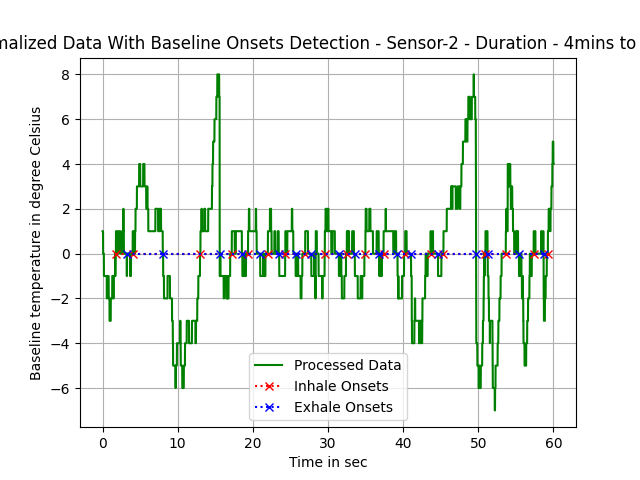 malized Data With Baseline Onsets Detection - Sensor-2 - Duration - 4mins to
Baseline temperature in degree Celsius
8
6
4
2
0
−2
−4
−6
Processed Data
Inhale Onsets
Exhale Onsets
0 10 20 30 40 50 60
Time in sec